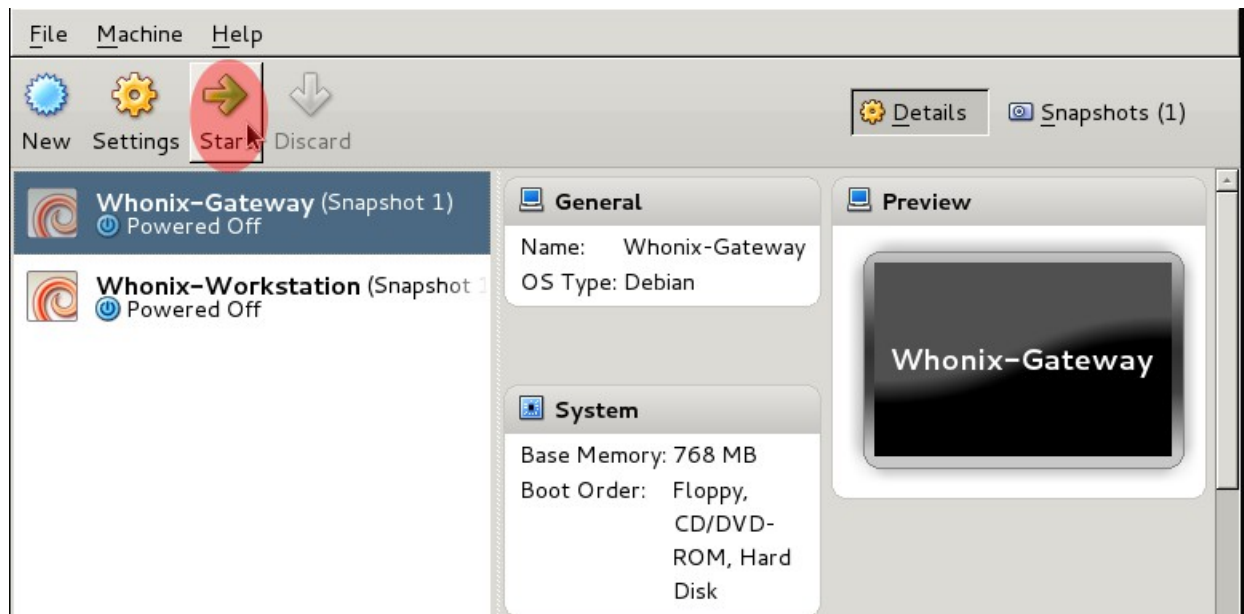 File Machine Help
New Settings Start Discard
Details Snapshots (1)
Whonix-Gateway (Snapshot 1)
Powered Off
Whonix-Workstation (Snapshot 1
Powered Off
General
Name: Whonix-Gateway
OS Type: Debian
System
Base Memory: 768 MB
Boot Order: Floppy,
CD/DVD-
ROM, Hard
Disk
Preview
Whonix-Gateway